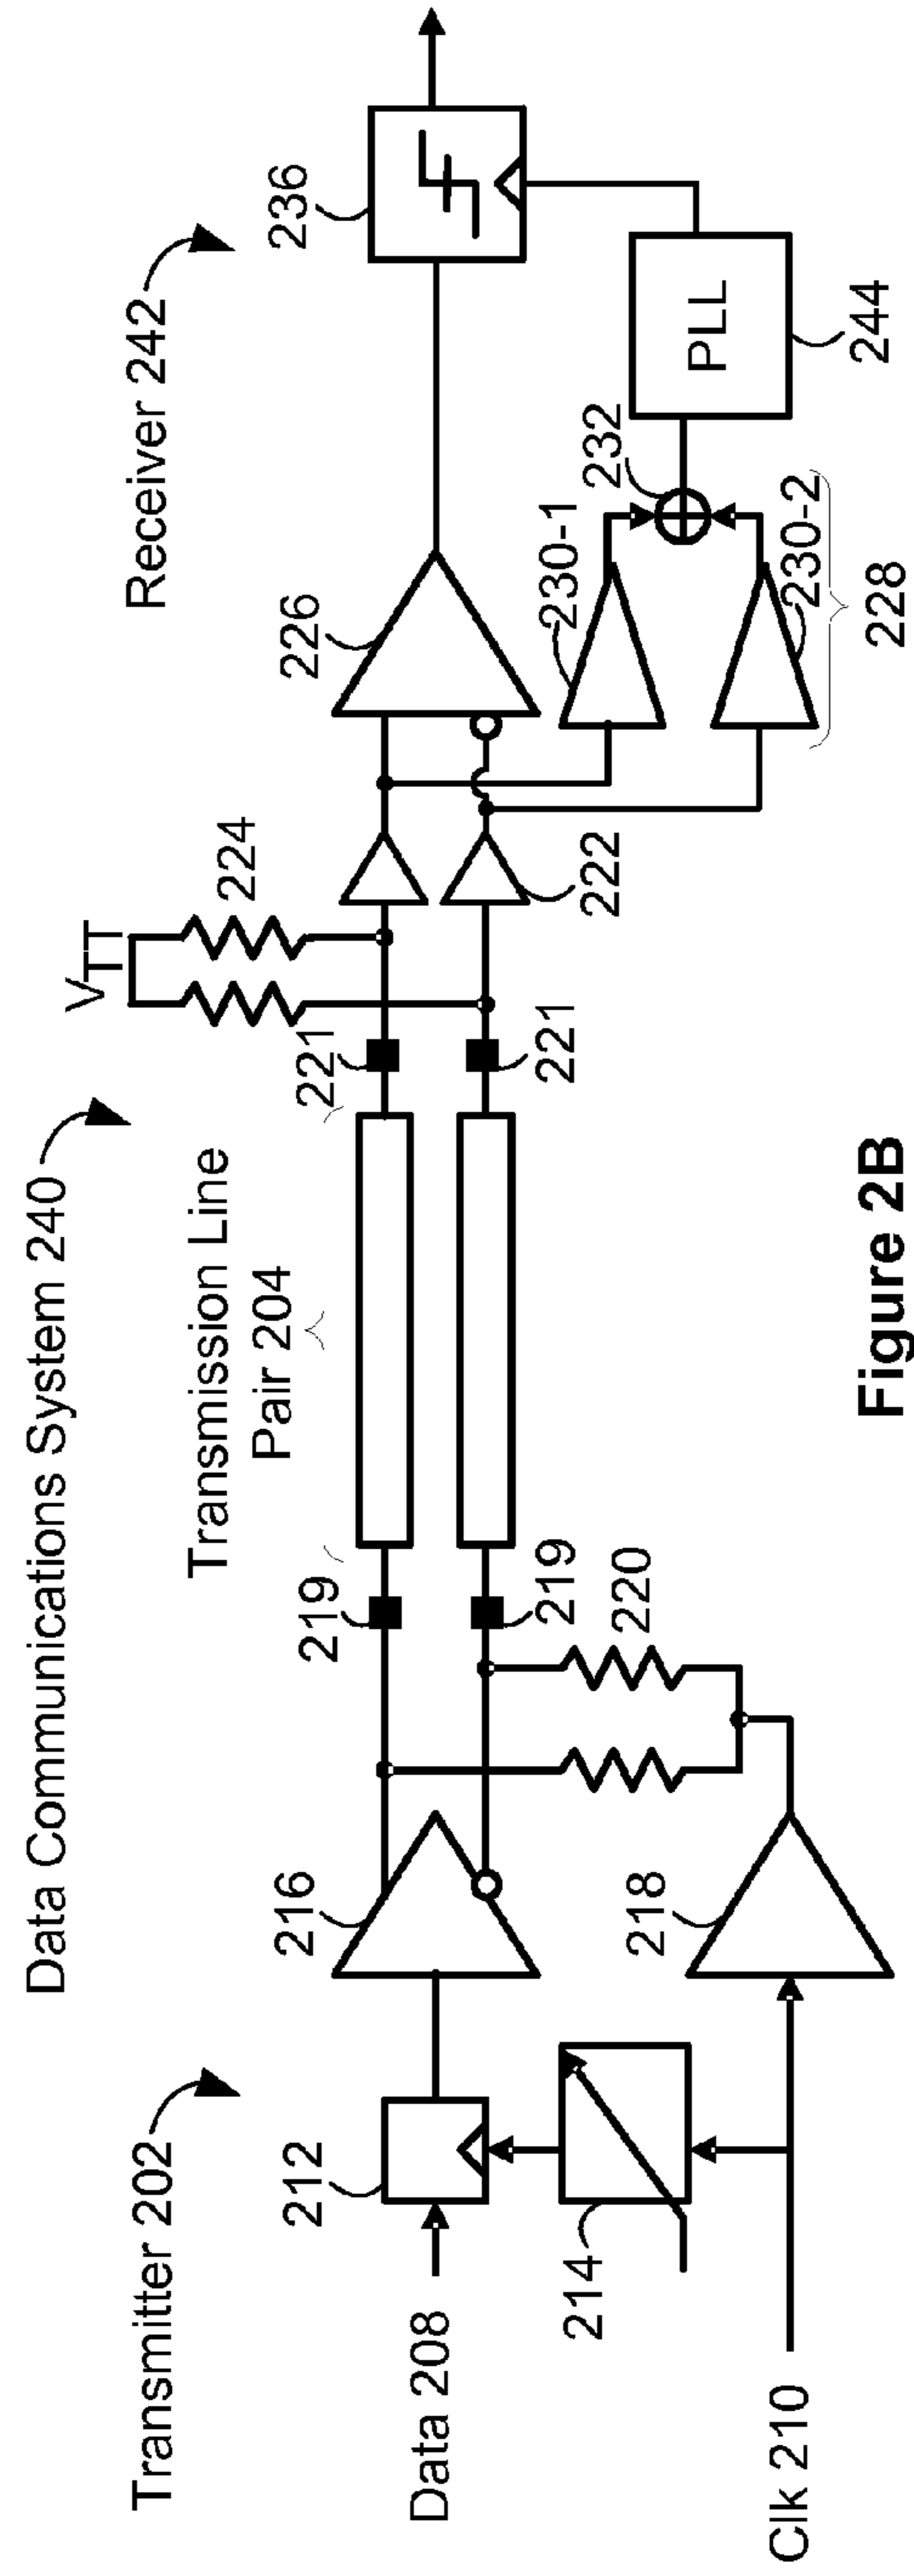 Data Communications System 240
Transmitter 202
Transmission Line
Pair 204
Receiver 242
V TT
Data 208
212
216
219
221
224
226
236
214
218
219
220
221
222
230-1
232
230-2
228
PLL
244
Clk 210
Figure 2B